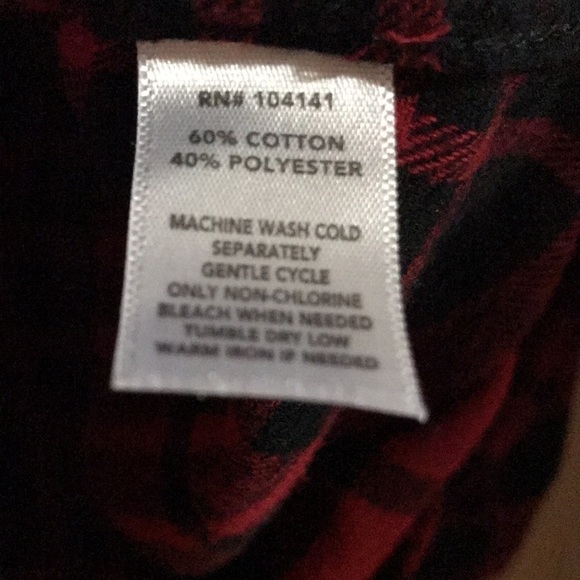 RN# 104141
60% COTTON
40% POLYESTER
MACHINE WASH COLD
SEPARATELY
GENTLE CYCLE
ONLY NON-CHLORINE
BLEACH WHEN NEEDED
TUMBLE DRY LOW
WARM IRON IF NEEDED